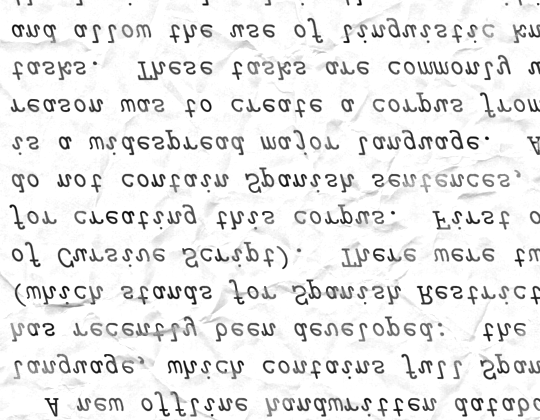 A new offline handwritten databa
language, which contains full Span
has recently been developed: the
(which stands for Spanish Restrict
of Cursive Script). There were tw
for creating this corpus. First o
do not contain Spanish sentences,
is a widespread major language. A
reason was to create a corpus from
tasks. These tasks are commonly u
and allow the use of linguistic kn